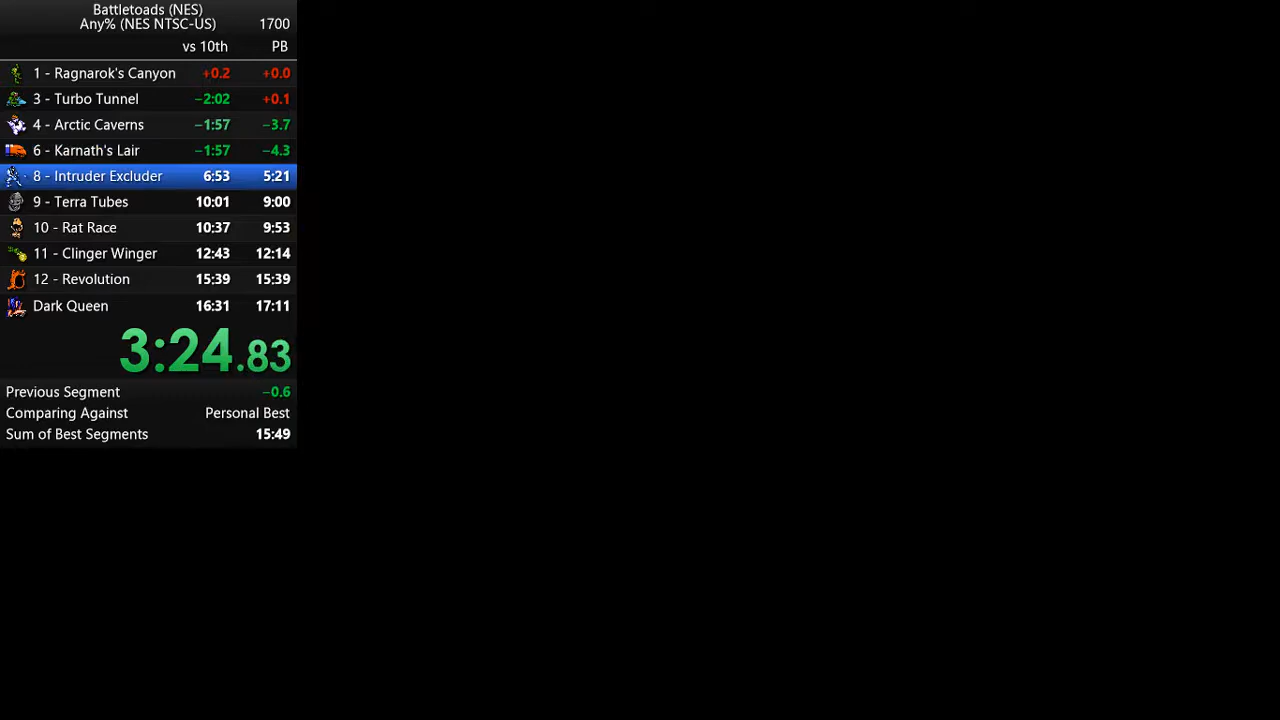 Battletoads (NES)
Any% (NES NTSC-US) 1700
vs 10th PB
1 - Ragnarok's Canyon +0.2 +0.0
3 - Turbo Tunnel −2:02 +0.1
4 - Arctic Caverns −1:57 −3.7
6 - Karnath's Lair −1:57 −4.3
8 - Intruder Excluder 6:53 5:21
9 - Terra Tubes 10:01 9:00
10 - Rat Race 10:37 9:53
11 - Clinger Winger 12:43 12:14
12 - Revolution 15:39 15:39
Dark Queen 16:31 17:11
3:24.83
Previous Segment −0.6
Comparing Against Personal Best
Sum of Best Segments 15:49